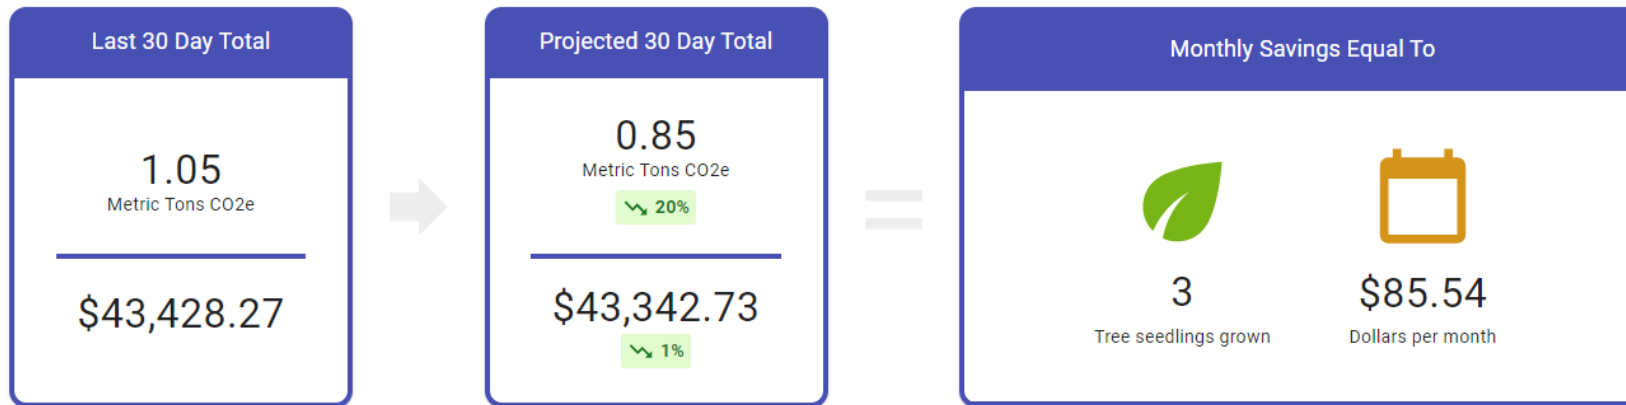 Last 30 Day Total
1.05
Metric Tons CO2e
$43,428.27
Projected 30 Day Total
0.85
Metric Tons CO2e
20%
$43,342.73
1%
Monthly Savings Equal To
3
Tree seedlings grown
$85.54
Dollars per month